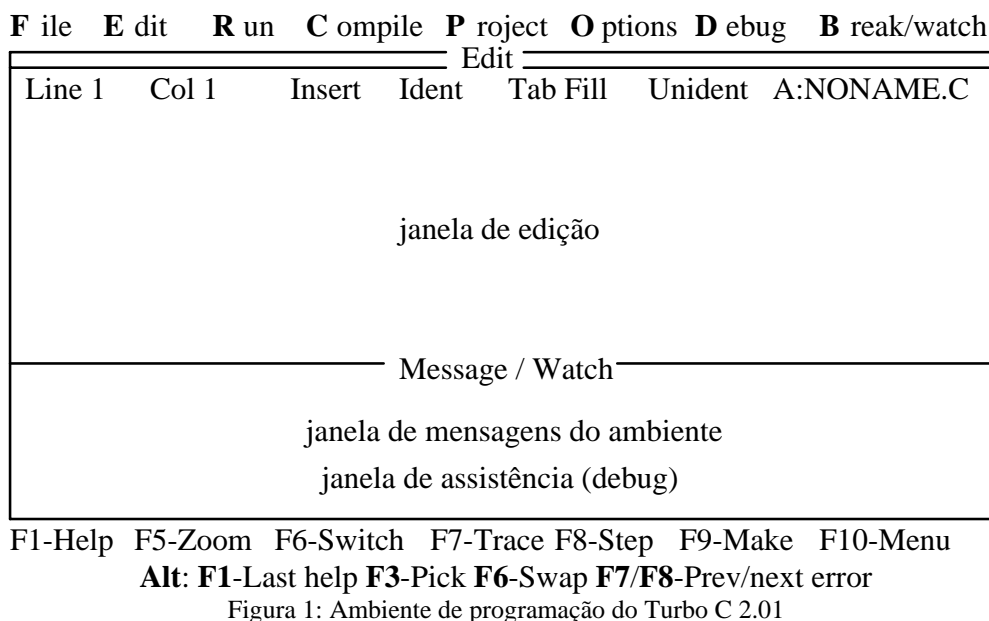 F ile E dit R un C ompile P roject O ptions D ebug B reak/watch
Edit
Line 1 Col 1 Insert Ident Tab Fill Unident A:NONAME.C
janela de edição
Message / Watch
janela de mensagens do ambiente
janela de assistência (debug)
F1-Help F5-Zoom F6-Switch F7-Trace F8-Step F9-Make F10-Menu
Alt: F1-Last help F3-Pick F6-Swap F7/F8-Prev/next error
Figura 1: Ambiente de programação do Turbo C 2.01